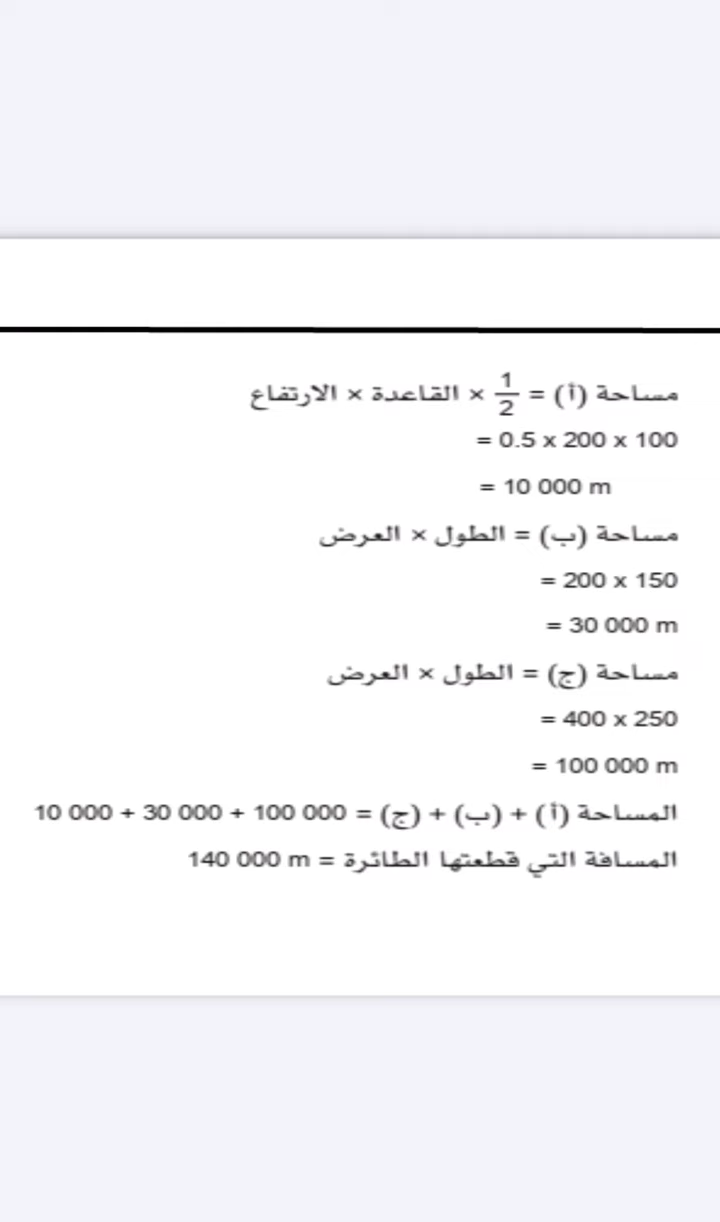 مساحة (أ) = 1/2 × القاعدة × الارتفاع
= 0.5 x 200 x 100
= 10 000 m
مساحة (ب) = الطول × العرض
= 200 x 150
= 30 000 m
مساحة (ج) = الطول × العرض
= 400 x 250
= 100 000 m
المساحة (أ) + (ب) + (ج) = 10 000 + 30 000 + 100 000
المسافة التي قطعتها الطائرة = 140 000 m